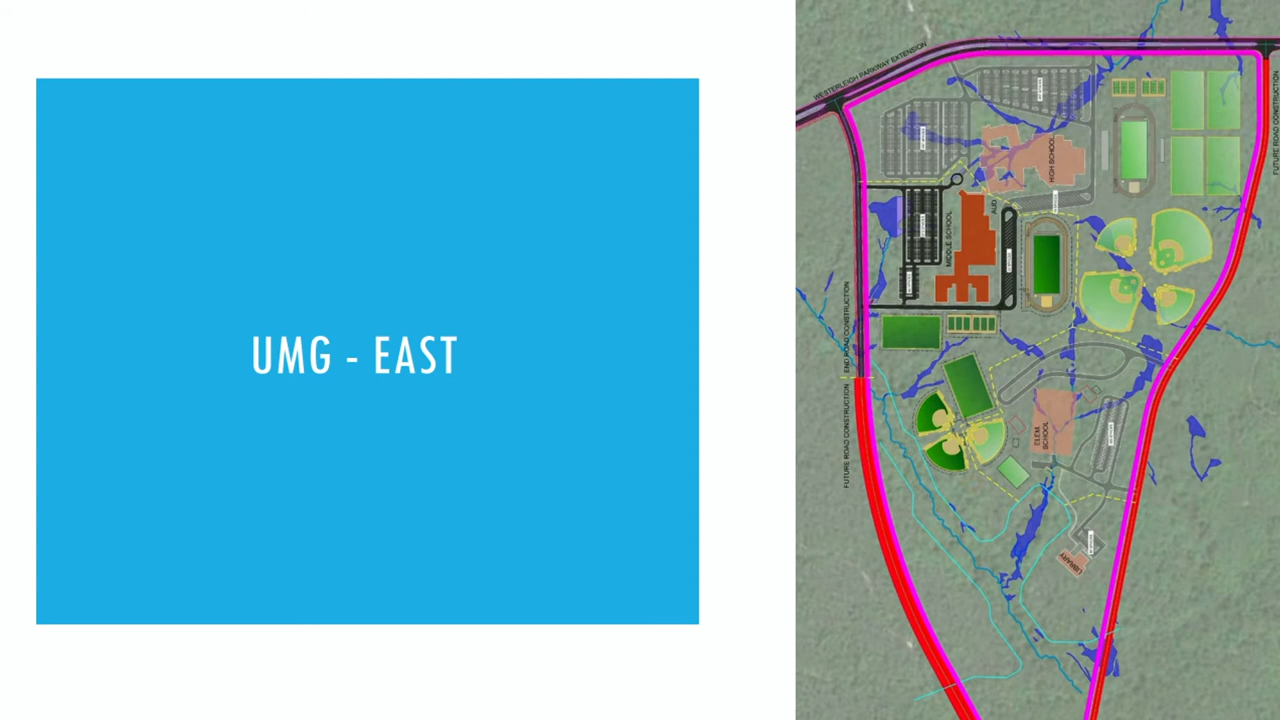 UMG - EAST
WESTERLEIGH PARKWAY EXTENSION
FUTURE ROAD CONSTRUCTION
HIGH SCHOOL
AUD
MIDDLE SCHOOL
END ROAD CONSTRUCTION
FUTURE ROAD CONSTRUCTION
ELEM.
SCHOOL
LIBRARY